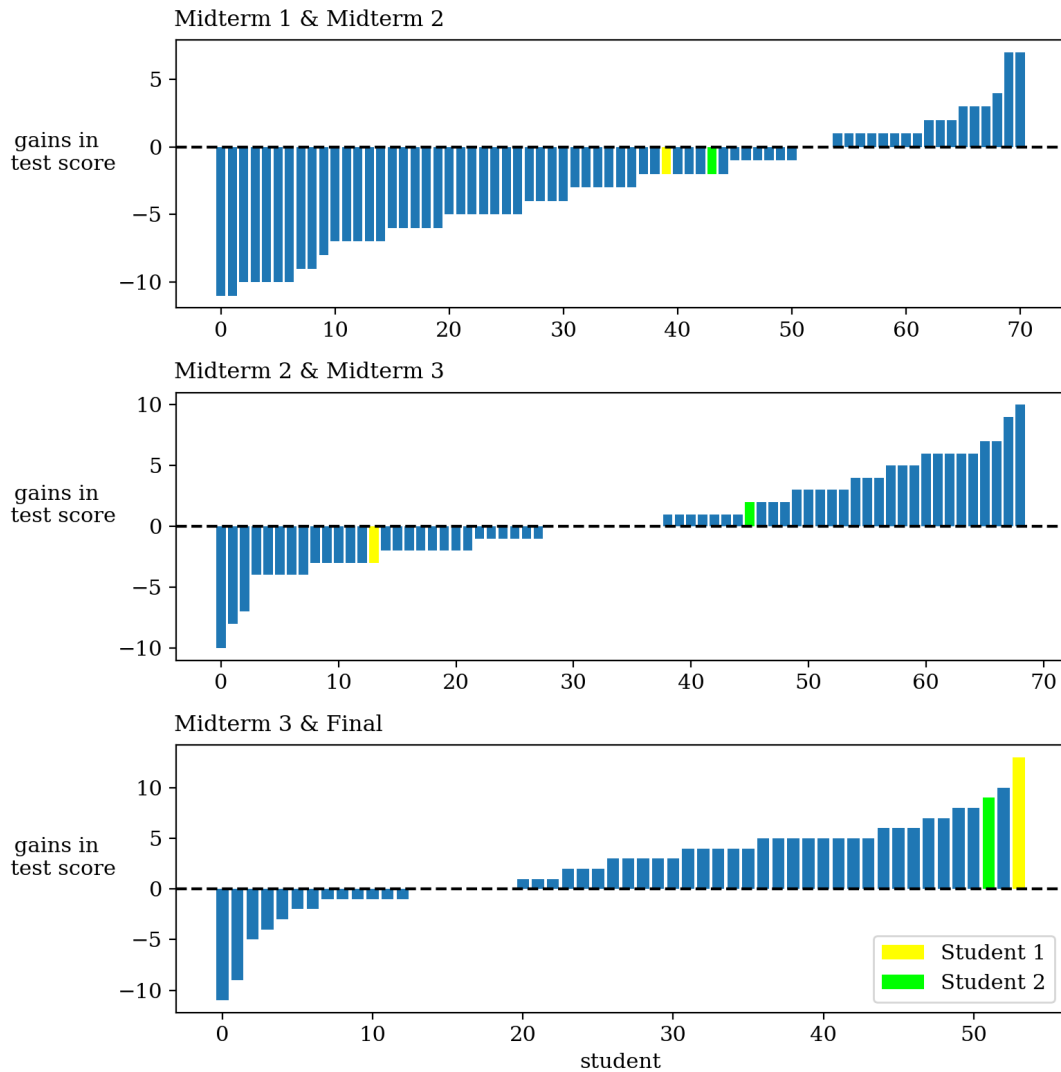 Midterm 1 & Midterm 2
5
gains in
test score
0
−5
−10
0 10 20 30 40 50 60 70
Midterm 2 & Midterm 3
10
5
gains in
test score
0
−5
−10
0 10 20 30 40 50 60 70
Midterm 3 & Final
10
5
gains in
test score
0
−5
−10
Student 1
Student 2
0 10 20 30 40 50
student